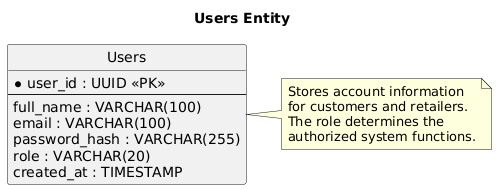 Users Entity
Users
* user_id : UUID «PK»
full_name : VARCHAR(100)
email : VARCHAR(100)
password_hash : VARCHAR(255)
role : VARCHAR(20)
created_at : TIMESTAMP
Stores account information
for customers and retailers.
The role determines the
authorized system functions.